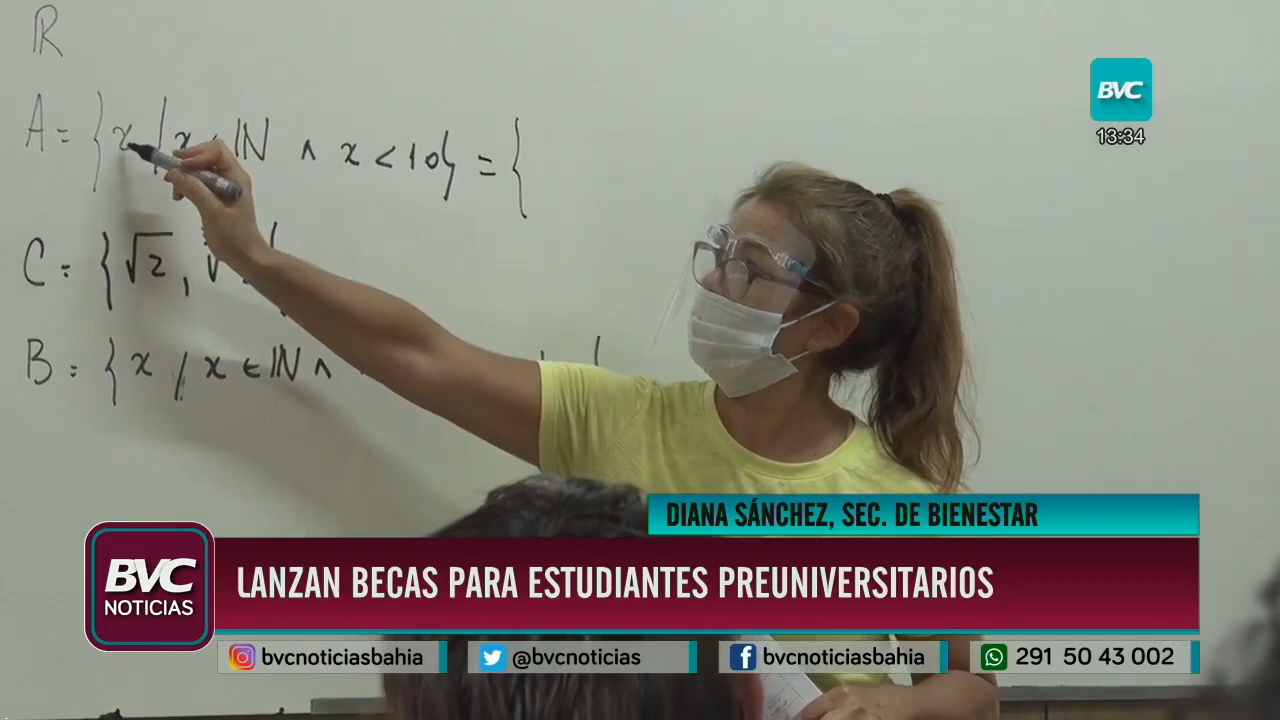 R
A = { x / x ∈ IN ∧ x < 10} = {
C = { √2 , √
B = { x / x ∈ IN ∧
BVC
13:34
DIANA SÁNCHEZ, SEC. DE BIENESTAR
BVC NOTICIAS
LANZAN BECAS PARA ESTUDIANTES PREUNIVERSITARIOS
bvcnoticiasbahia
@bvcnoticias
bvcnoticiasbahia
291 50 43 002